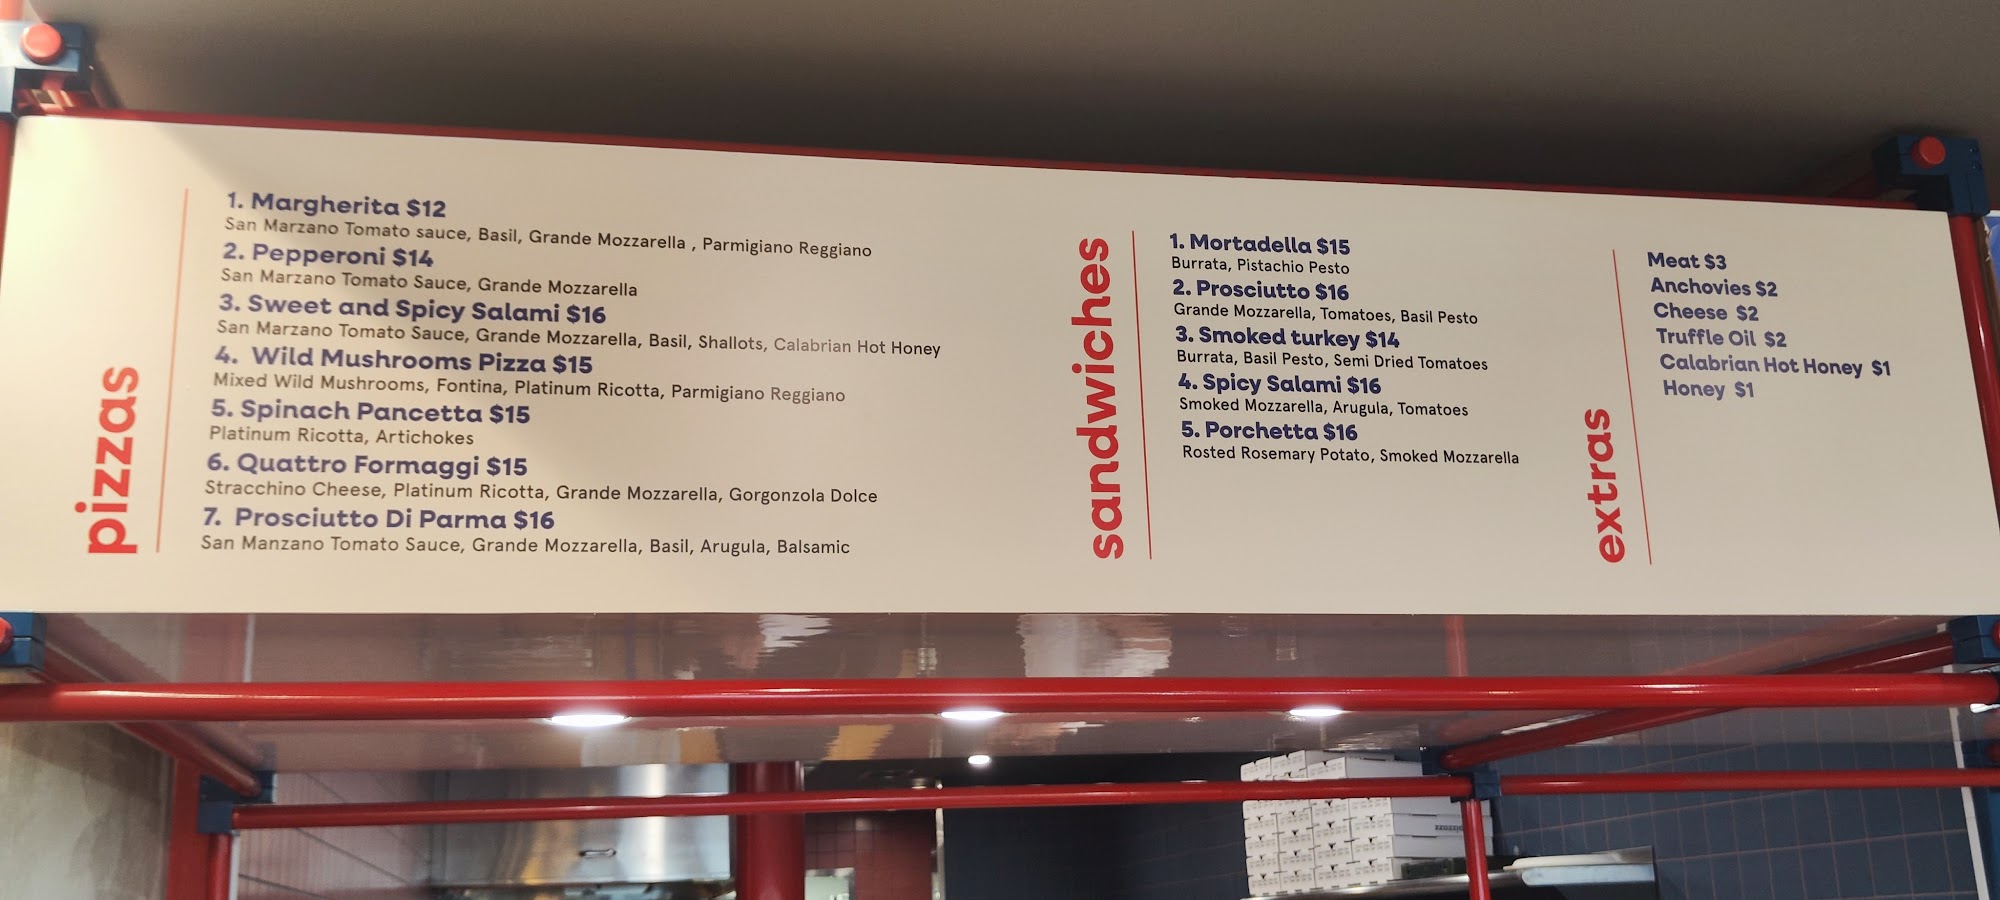 pizzas
1. Margherita $12
San Marzano Tomato sauce, Basil, Grande Mozzarella , Parmigiano Reggiano
2. Pepperoni $14
San Marzano Tomato Sauce, Grande Mozzarella
3. Sweet and Spicy Salami $16
San Marzano Tomato Sauce, Grande Mozzarella, Basil, Shallots, Calabrian Hot Honey
4. Wild Mushrooms Pizza $15
Mixed Wild Mushrooms, Fontina, Platinum Ricotta, Parmigiano Reggiano
5. Spinach Pancetta $15
Platinum Ricotta, Artichokes
6. Quattro Formaggi $15
Stracchino Cheese, Platinum Ricotta, Grande Mozzarella, Gorgonzola Dolce
7. Prosciutto Di Parma $16
San Manzano Tomato Sauce, Grande Mozzarella, Basil, Arugula, Balsamic
sandwiches
1. Mortadella $15
Burrata, Pistachio Pesto
2. Prosciutto $16
Grande Mozzarella, Tomatoes, Basil Pesto
3. Smoked turkey $14
Burrata, Basil Pesto, Semi Dried Tomatoes
4. Spicy Salami $16
Smoked Mozzarella, Arugula, Tomatoes
5. Porchetta $16
Rosted Rosemary Potato, Smoked Mozzarella
extras
Meat $3
Anchovies $2
Cheese $2
Truffle Oil $2
Calabrian Hot Honey $1
Honey $1